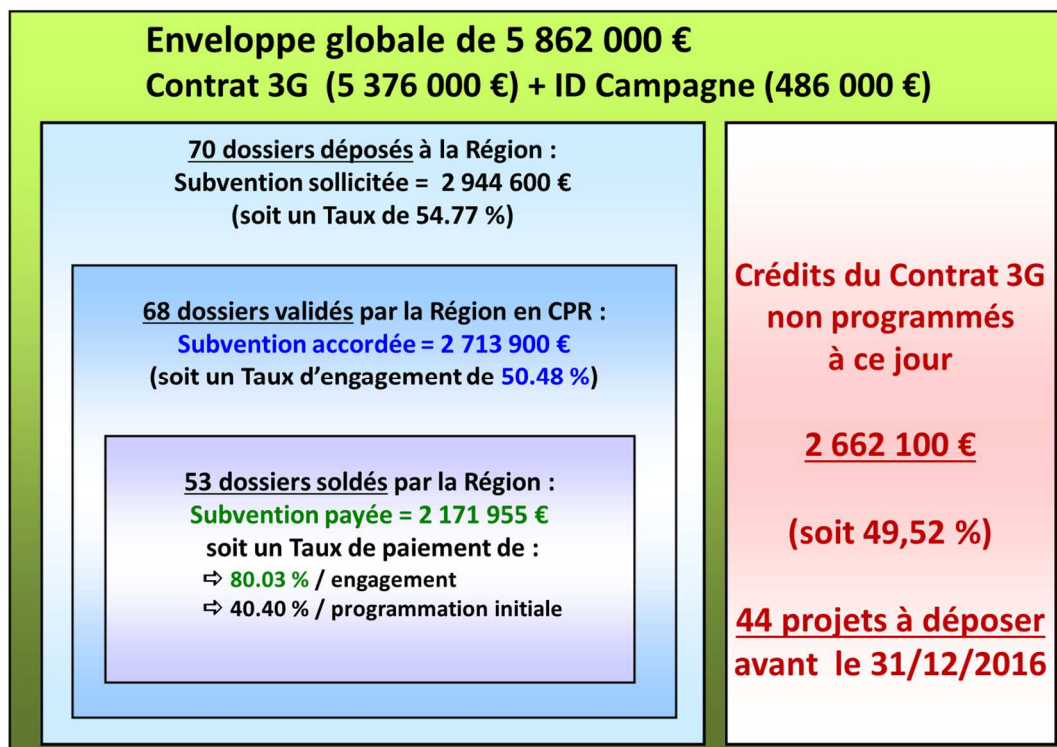 Enveloppe globale de 5 862 000 €
Contrat 3G (5 376 000 €) + ID Campagne (486 000 €)
70 dossiers déposés à la Région :
Subvention sollicitée = 2 944 600 €
(soit un Taux de 54.77 %)
68 dossiers validés par la Région en CPR :
Subvention accordée = 2 713 900 €
(soit un Taux d'engagement de 50.48 %)
53 dossiers soldés par la Région :
Subvention payée = 2 171 955 €
soit un Taux de paiement de :
⇨ 80.03 % / engagement
⇨ 40.40 % / programmation initiale
Crédits du Contrat 3G
non programmés
à ce jour
2 662 100 €
(soit 49,52 %)
44 projets à déposer
avant le 31/12/2016